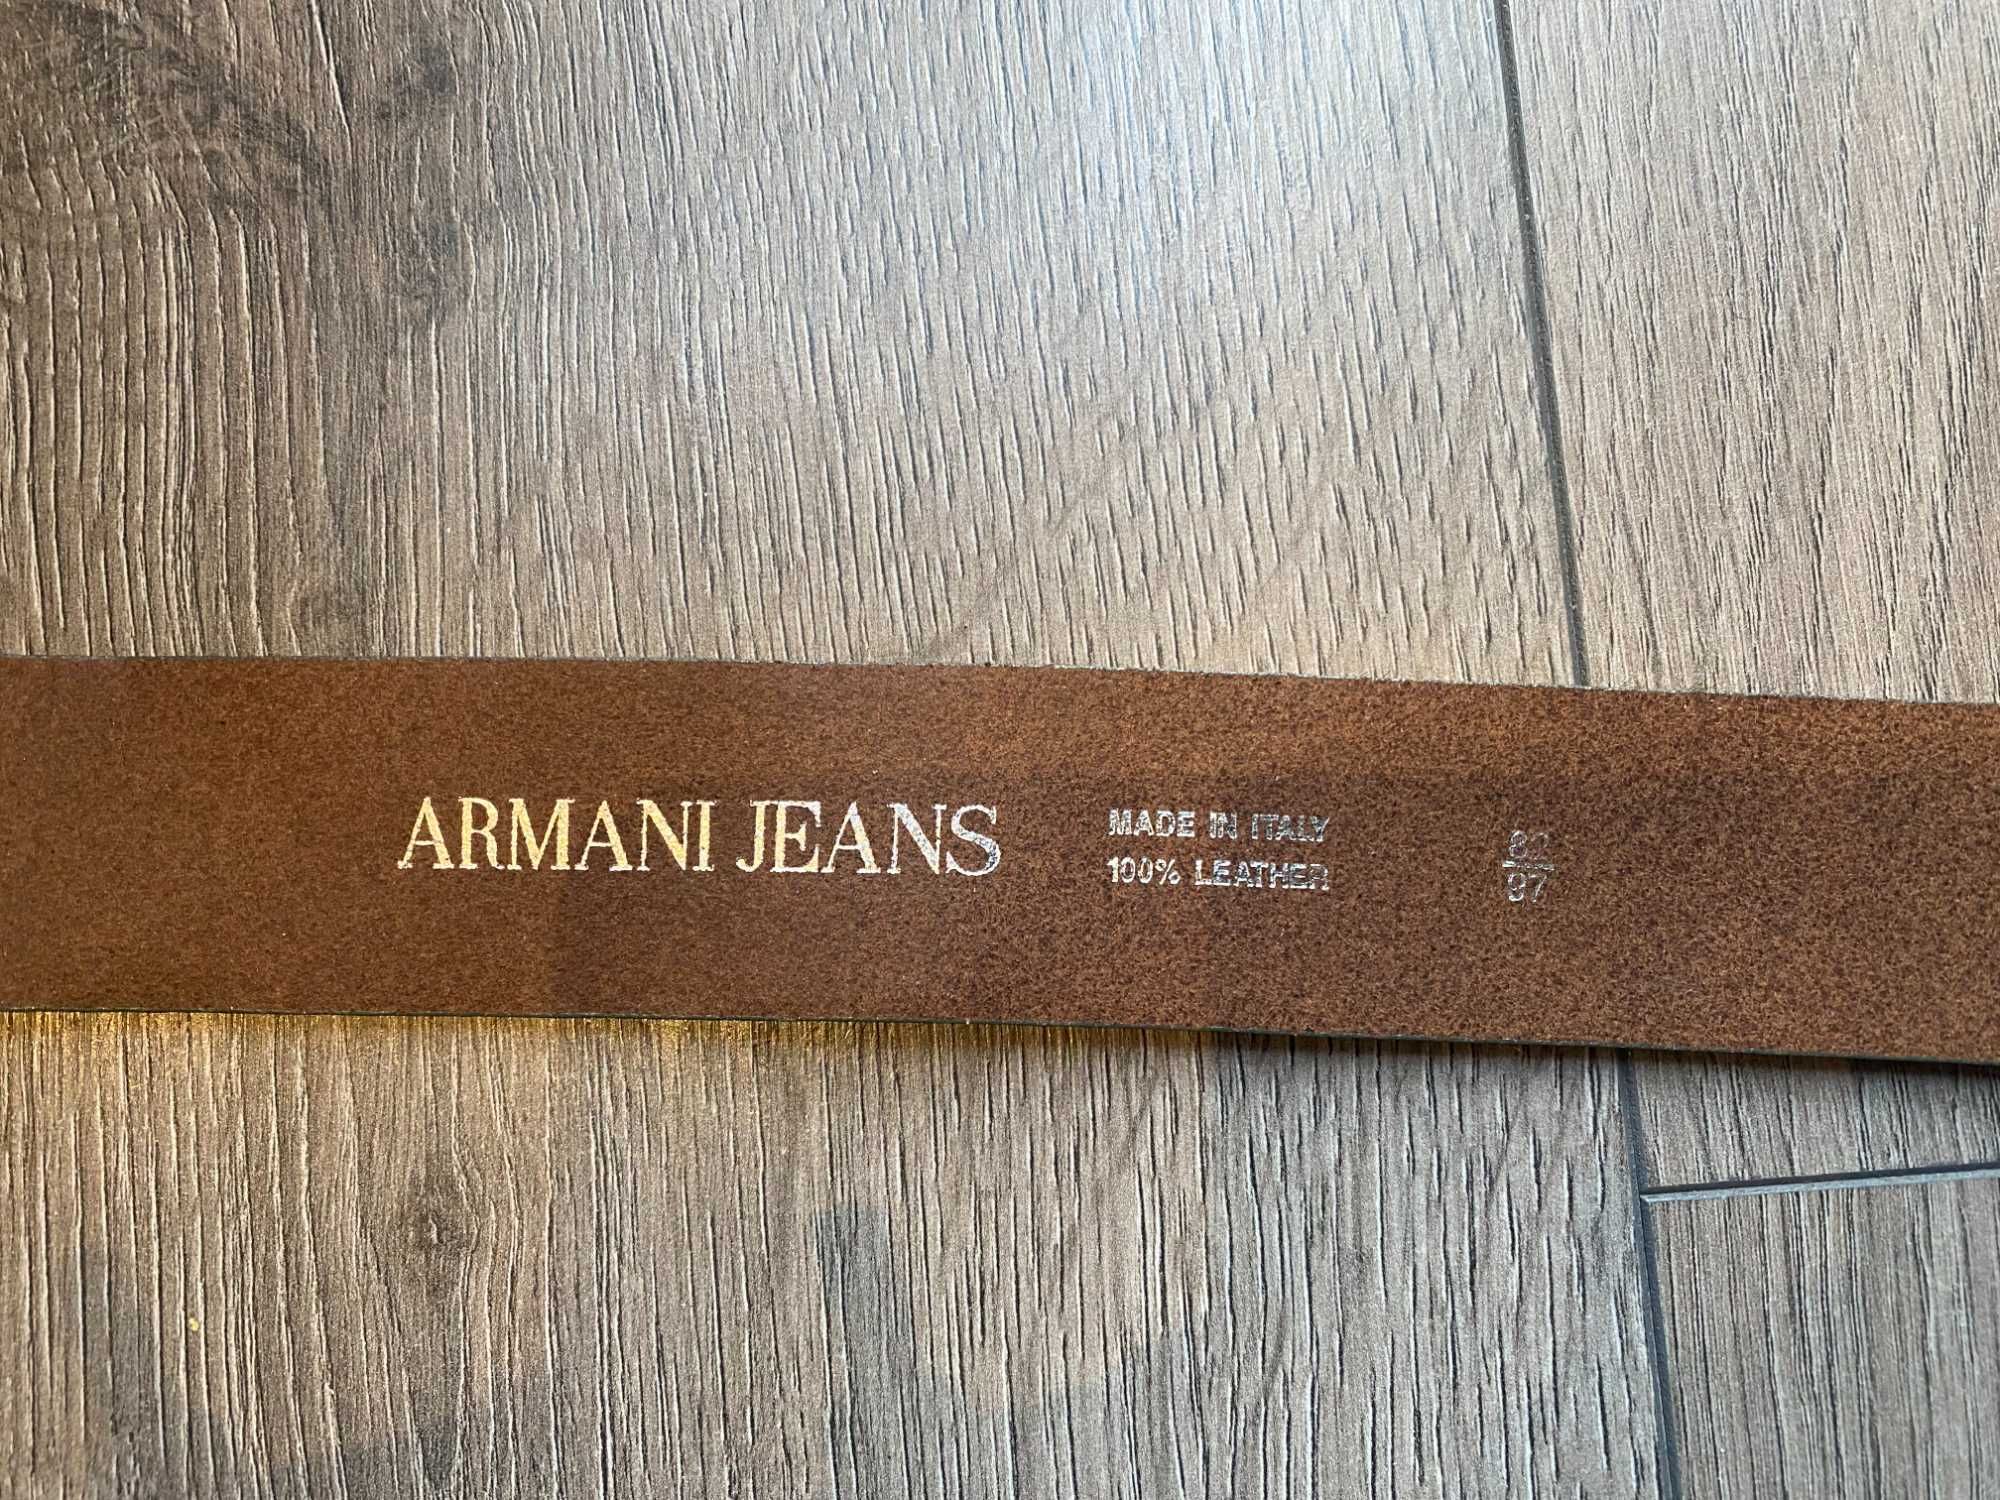 ARMANI JEANS
MADE IN ITALY
100% LEATHER
97